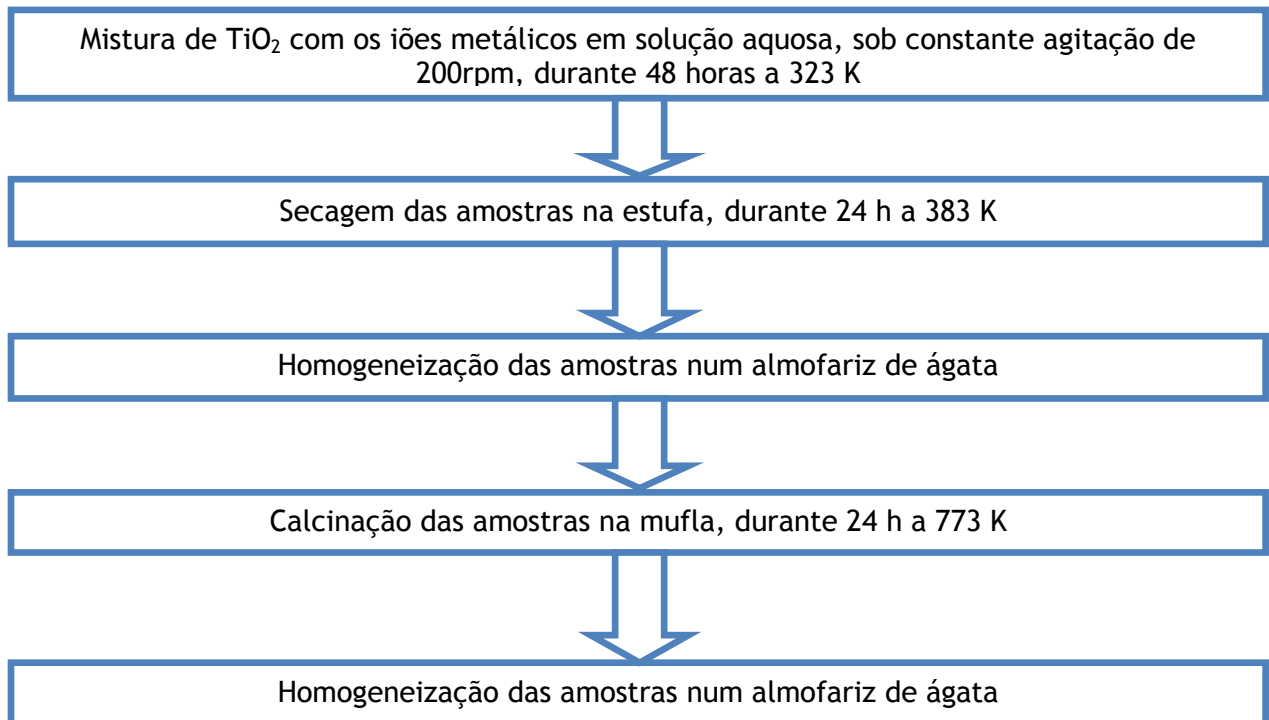 Mistura de TiO₂ com os iões metálicos em solução aquosa, sob constante agitação de
200rpm, durante 48 horas a 323 K
Secagem das amostras na estufa, durante 24 h a 383 K
Homogeneização das amostras num almofariz de ágata
Calcinação das amostras na mufla, durante 24 h a 773 K
Homogeneização das amostras num almofariz de ágata